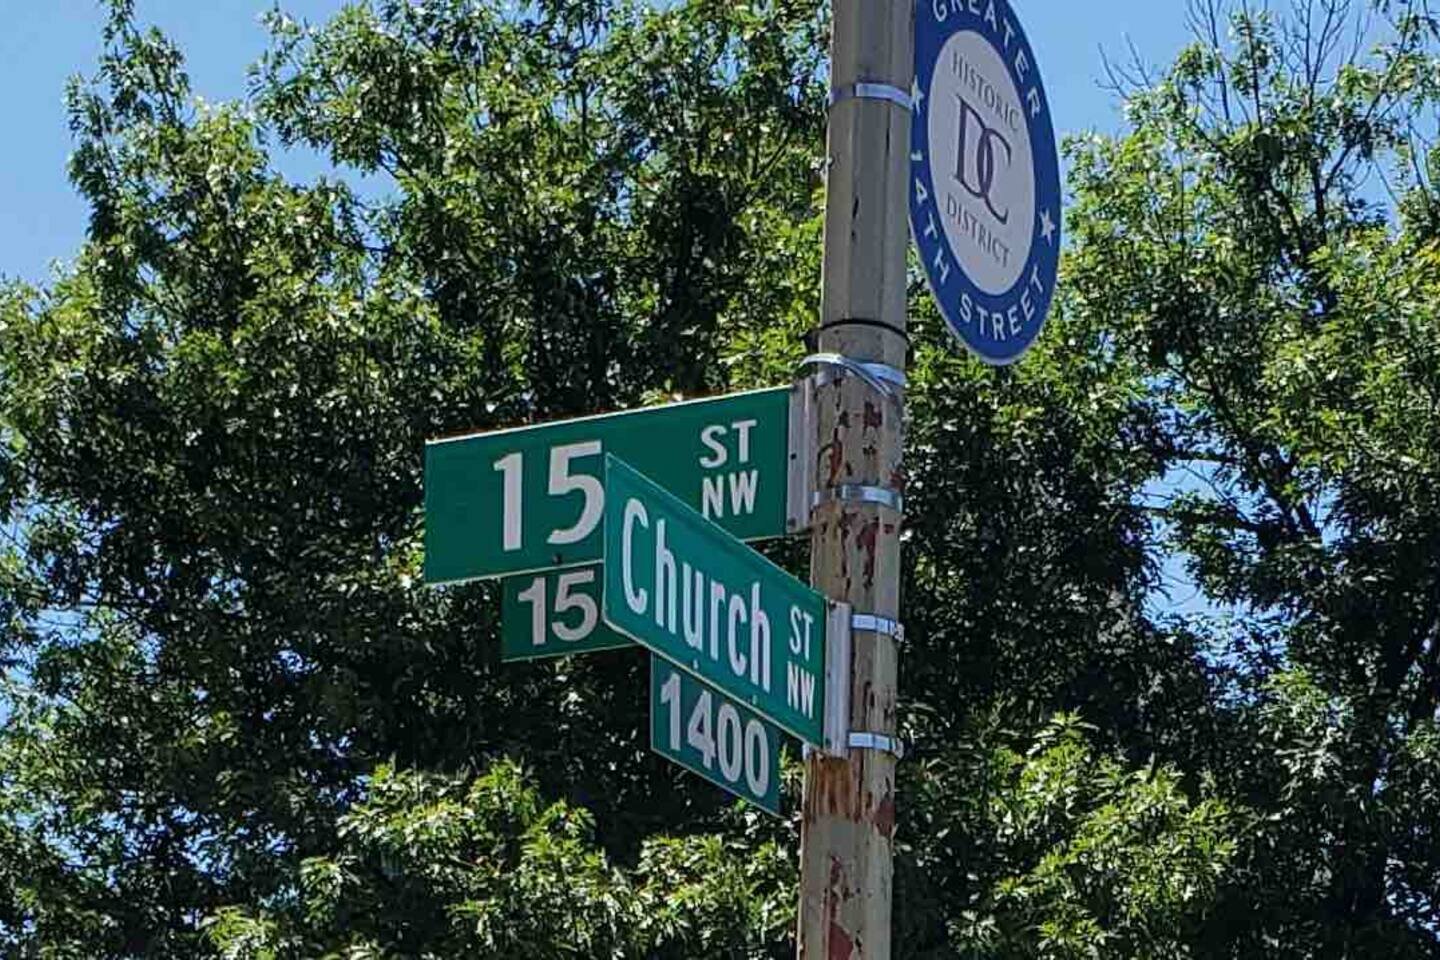 GREATER
HISTORIC
DC
DISTRICT
14TH STREET
15 ST NW
15
Church ST NW
1400